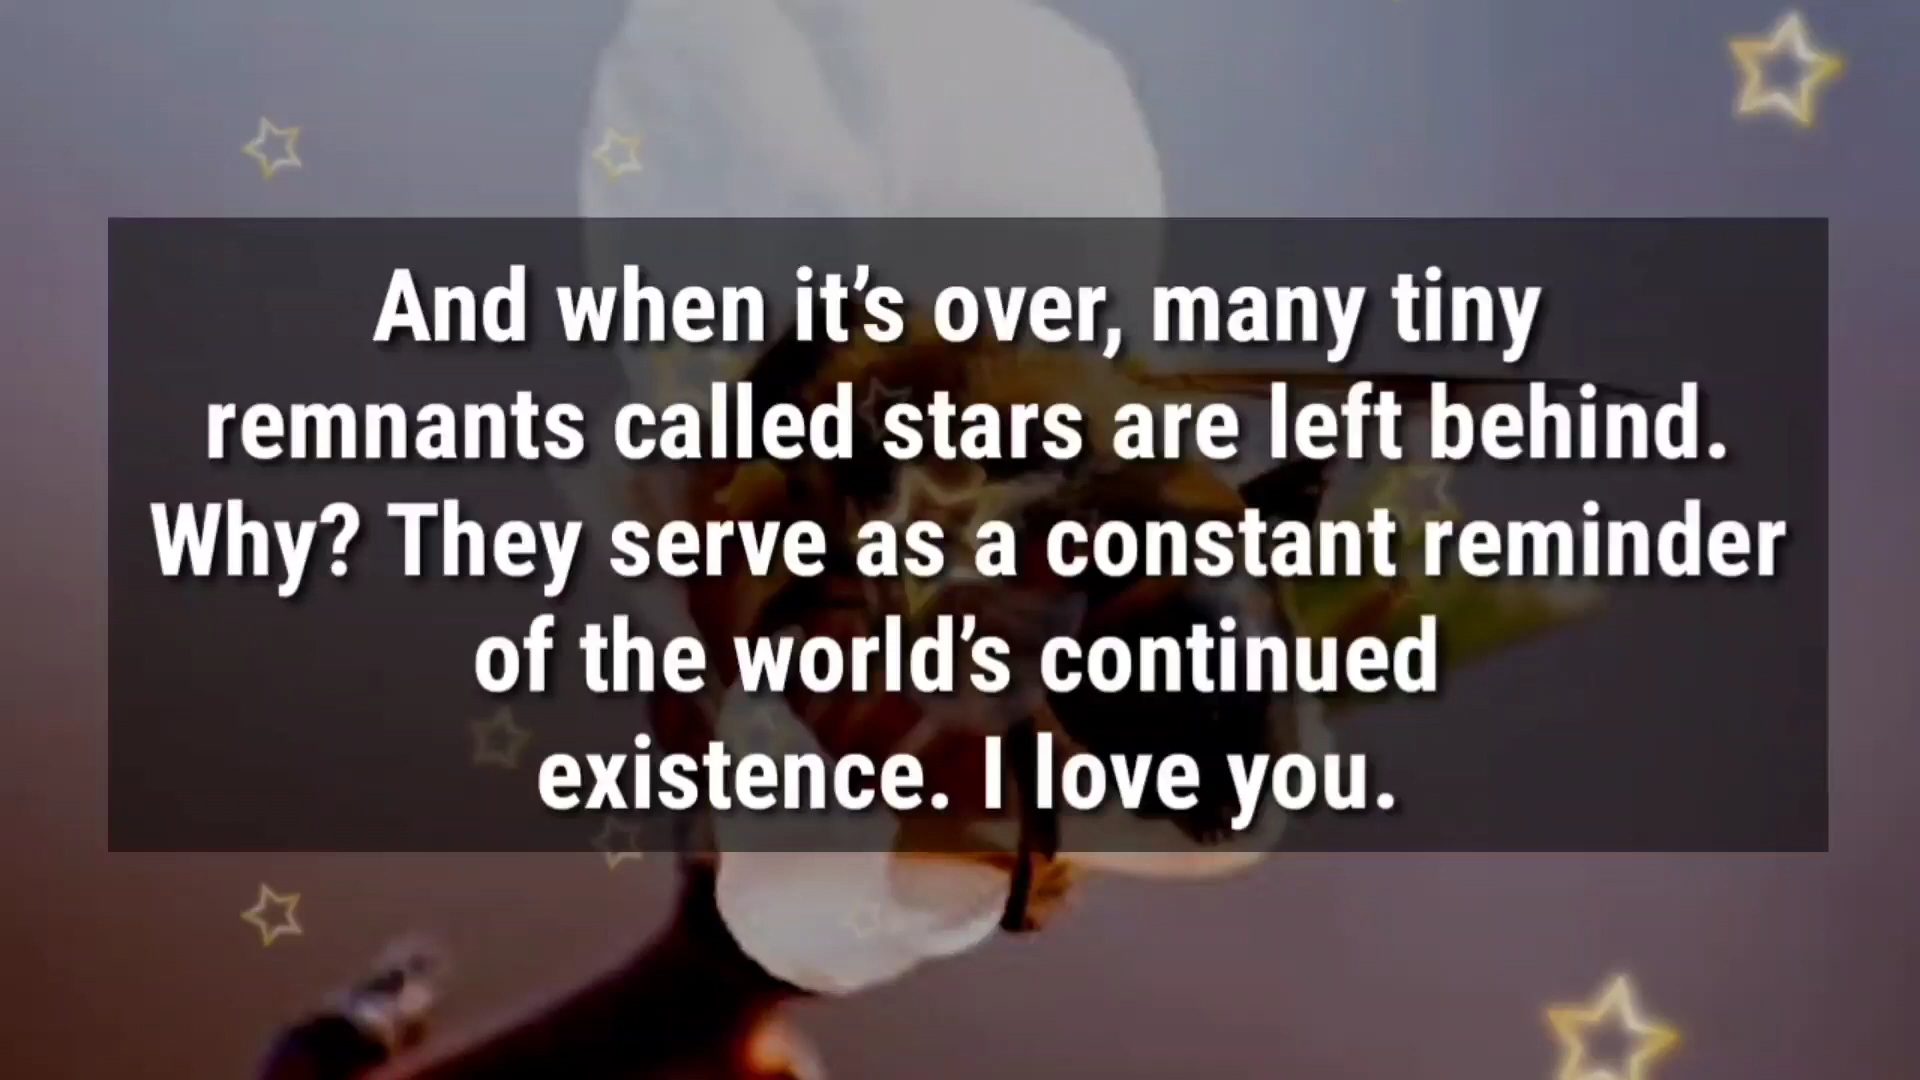 And when it’s over, many tiny
remnants called stars are left behind.
Why? They serve as a constant reminder
of the world’s continued
existence. I love you.